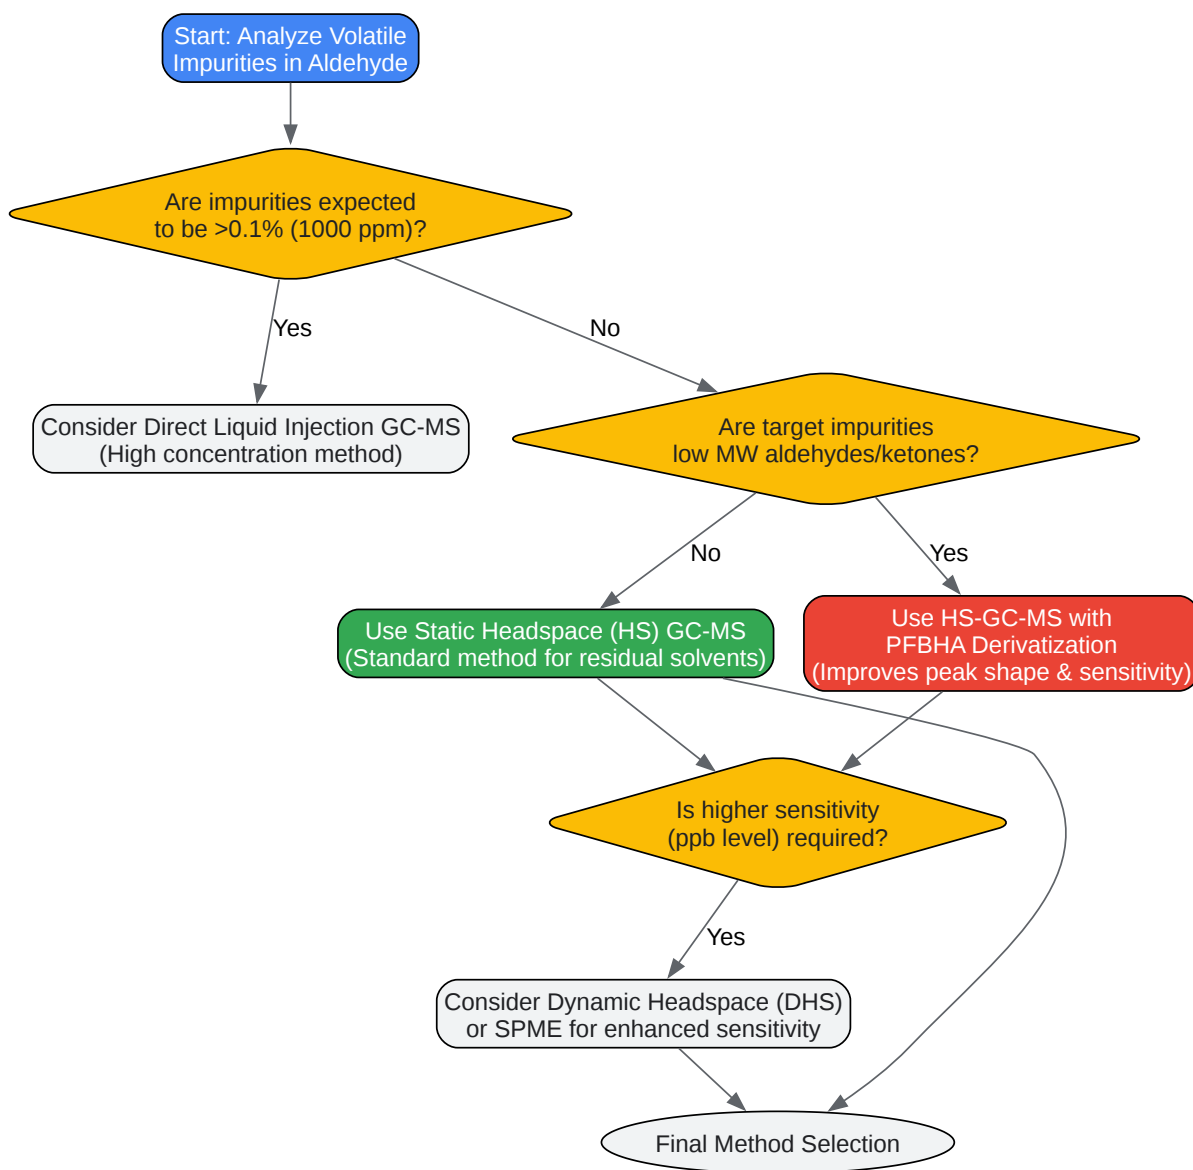 Start: Analyze Volatile
Impurities in Aldehyde
Are impurities expected
to be >0.1% (1000 ppm)?
Yes
No
Consider Direct Liquid Injection GC-MS
(High concentration method)
Are target impurities
low MW aldehydes/ketones?
No
Yes
Use Static Headspace (HS) GC-MS
(Standard method for residual solvents)
Use HS-GC-MS with
PFBHA Derivatization
(Improves peak shape & sensitivity)
Is higher sensitivity
(ppb level) required?
Yes
Consider Dynamic Headspace (DHS)
or SPME for enhanced sensitivity
Final Method Selection